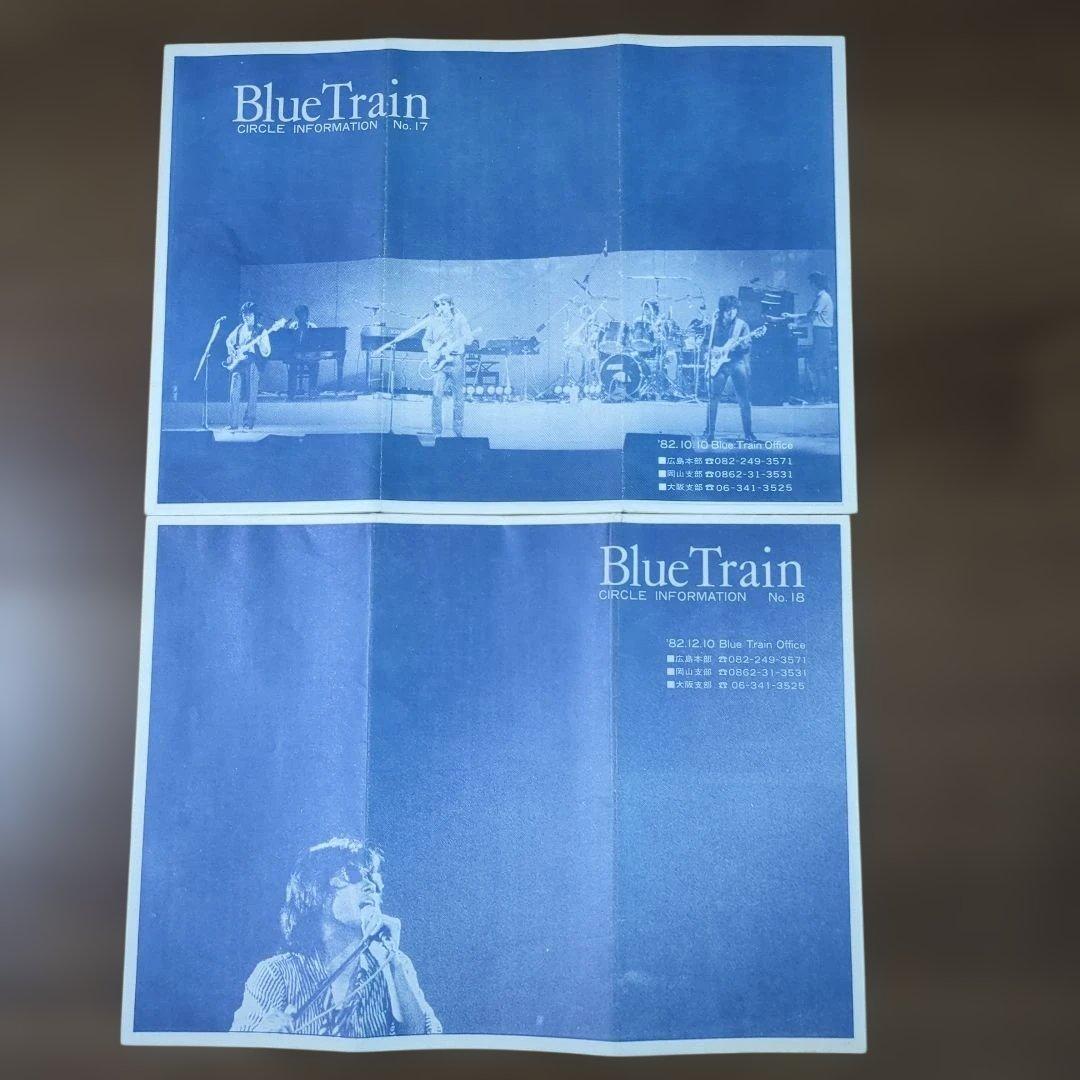 Blue Train
CIRCLE INFORMATION No.17
'82.10.10 Blue Train Office
■広島本部 ☎082-249-3571
■岡山支部 ☎0862-31-3531
■大阪支部 ☎06-341-3525
Blue Train
CIRCLE INFORMATION No.18
'82.12.10 Blue Train Office
■広島本部 ☎082-249-3571
■岡山支部 ☎0862-31-3531
■大阪支部 ☎06-341-3525